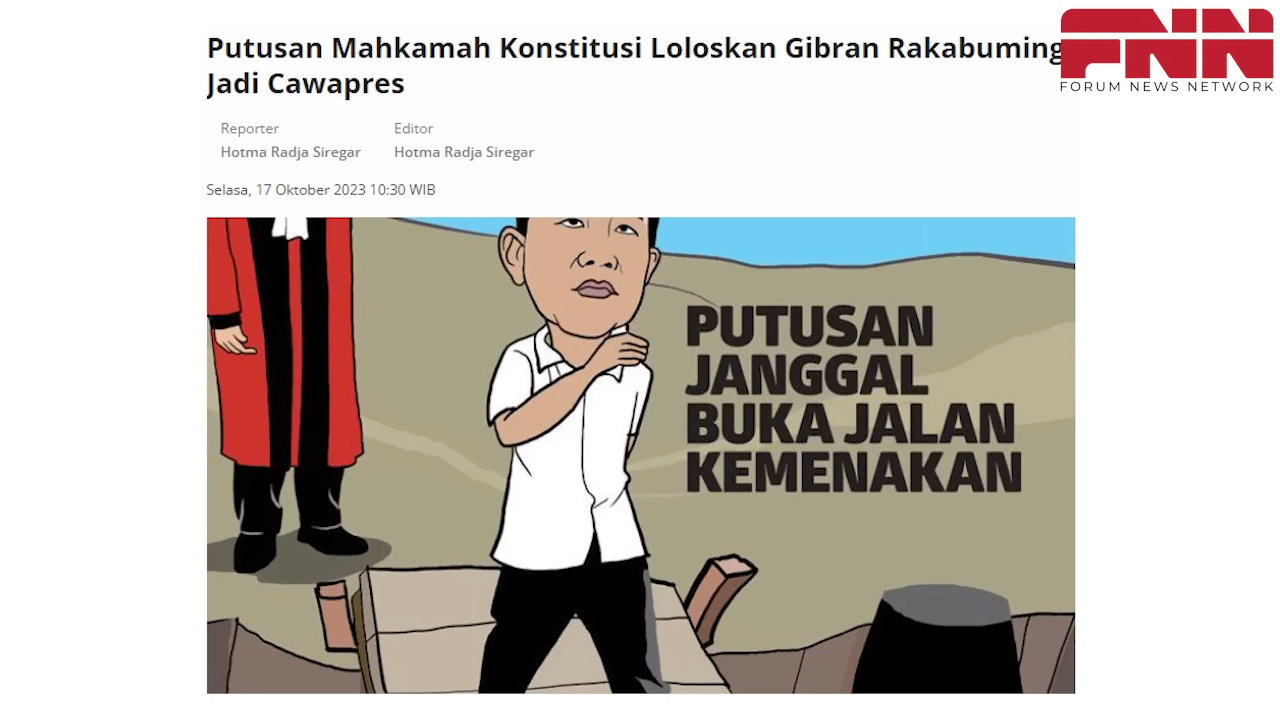 Putusan Mahkamah Konstitusi Loloskan Gibran Rakabuming
Jadi Cawapres
FNN
FORUM NEWS NETWORK
Reporter
Editor
Hotma Radja Siregar
Hotma Radja Siregar
Selasa, 17 Oktober 2023 10:30 WIB
PUTUSAN
JANGGAL
BUKA JALAN
KEMENAKAN